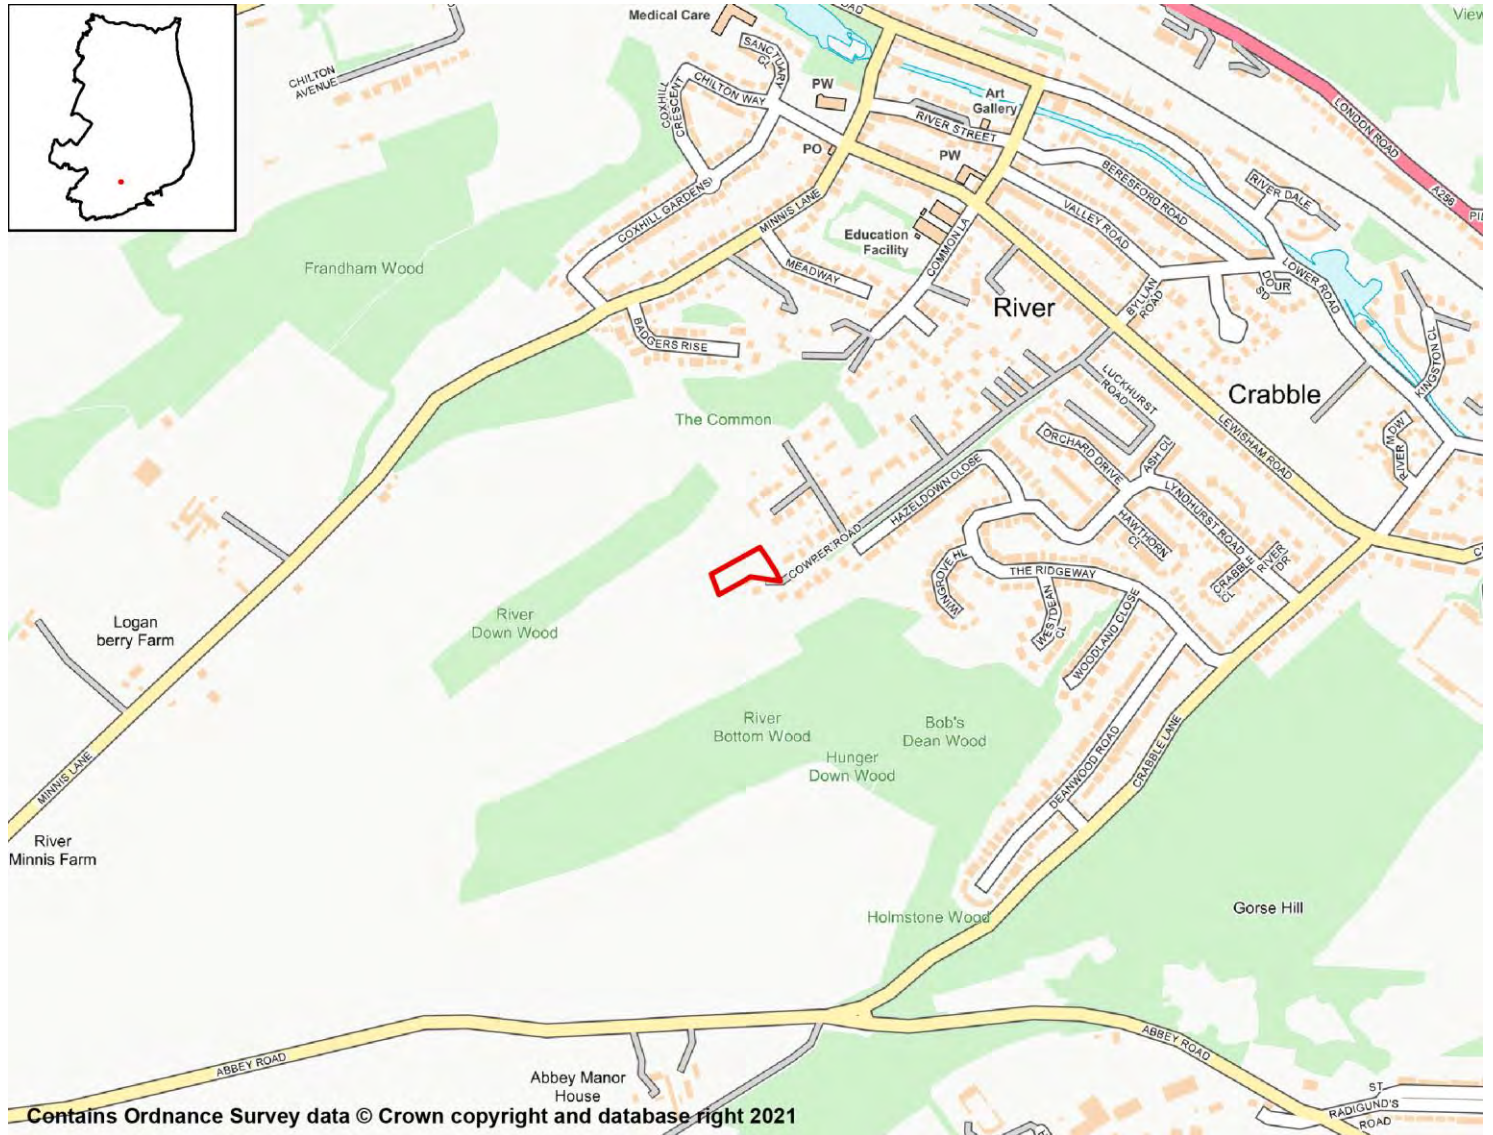 Medical Care
View
ROAD
SANCTUARY
CL
CHILTON
AVENUE
CHILTON WAY
COXHILL
CRESCENT
PW
Art
Gallery
RIVER STREET
PO
PW
LONDON ROAD
A256
BERESFORD ROAD
RIVER DALE
VALLEY ROAD
COXHILL GARDENS
MINNIS LANE
Education
Facility
COMMON LA
MEADWAY
Frandham Wood
River
BYLLAN
ROAD
DOUR
SD
LOWER ROAD
KINGSTON CL
BADGERS RISE
LUCKHURST
ROAD
Crabble
LEWISHAM ROAD
RIVER MDW
The Common
ORCHARD DRIVE
ASH CL
HAZELDOWN CLOSE
LYNDHURST ROAD
HAWTHORN
CL
COWPER ROAD
WINGROVE HL
THE RIDGEWAY
CRABBLE
CL
RIVER
DR
WESTDEAN
CL
WOODLAND CLOSE
River
Down Wood
Logan
berry Farm
River
Bottom Wood
Bob's
Dean Wood
Hunger
Down Wood
DEANWOOD ROAD
CRABBLE LANE
MINNIS LANE
River
Minnis Farm
Holmstone Wood
Gorse Hill
ABBEY ROAD
ABBEY ROAD
Abbey Manor
House
ST
RADIGUND'S
ROAD
Contains Ordnance Survey data © Crown copyright and database right 2021